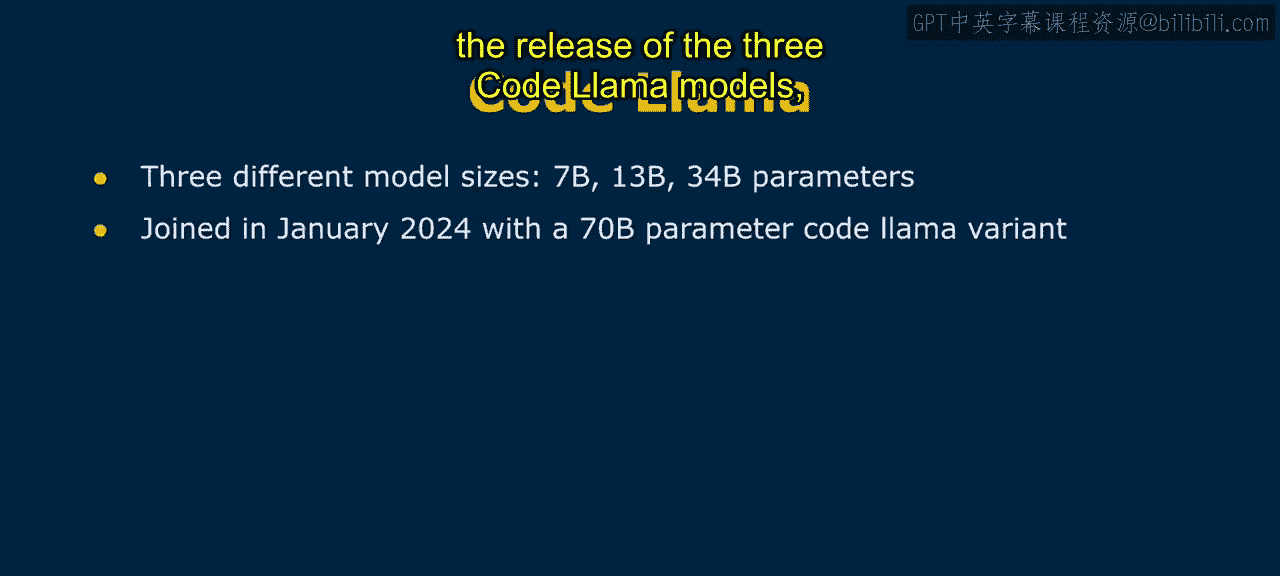 GPT中英字幕课程资源@bilibili.com
the release of the three
Code Llama models,
Code Llama
● Three different model sizes: 7B, 13B, 34B parameters
● Joined in January 2024 with a 70B parameter code llama variant